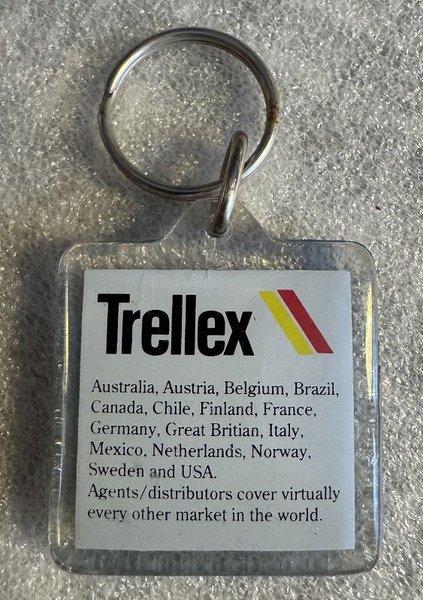 Trellex
Australia, Austria, Belgium, Brazil,
Canada, Chile, Finland, France,
Germany, Great Britian, Italy,
Mexico, Netherlands, Norway,
Sweden and USA.
Agents/distributors cover virtually
every other market in the world.